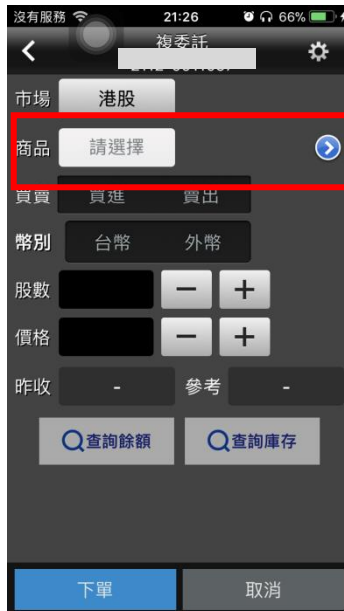 沒有服務 21:26 66%
複委託
市場 港股
商品 請選擇
買賣 買進 賣出
幣別 台幣 外幣
股數 − +
價格 − +
昨收 - 參考 -
查詢餘額 查詢庫存
下單 取消